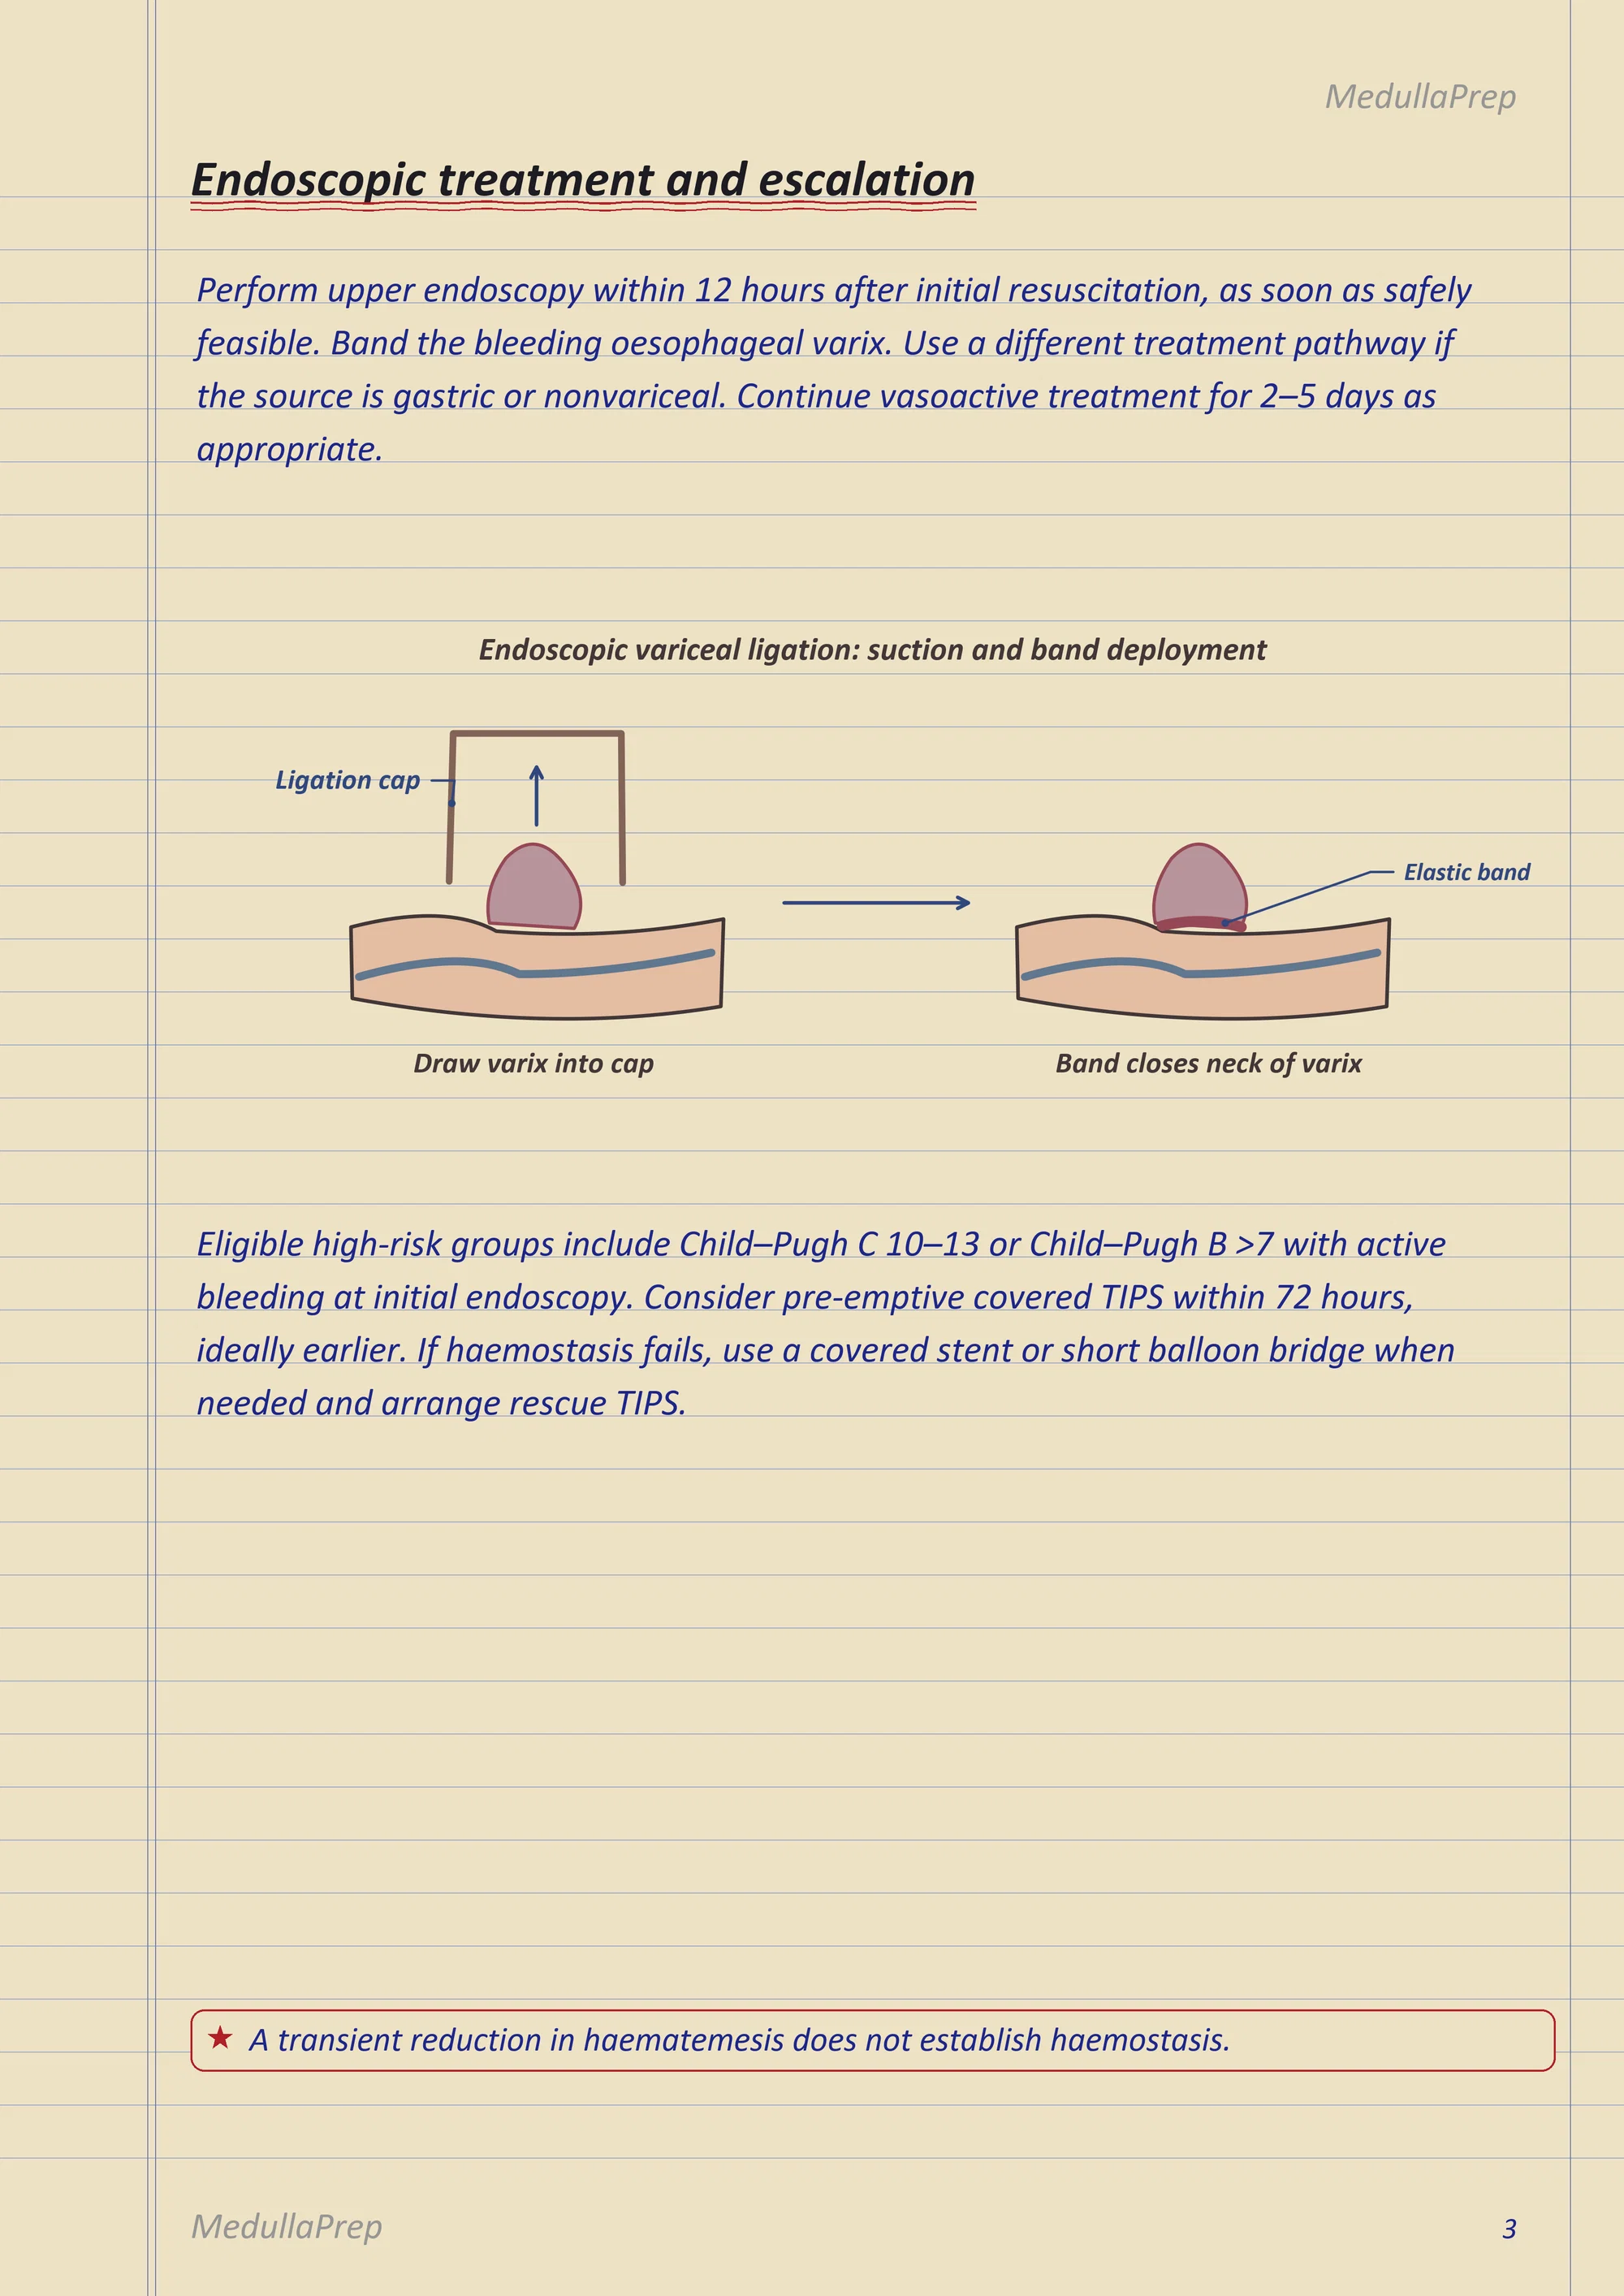 MedullaPrep
Endoscopic treatment and escalation
Perform upper endoscopy within 12 hours after initial resuscitation, as soon as safely
feasible. Band the bleeding oesophageal varix. Use a different treatment pathway if
the source is gastric or nonvariceal. Continue vasoactive treatment for 2–5 days as
appropriate.
Endoscopic variceal ligation: suction and band deployment
Ligation cap
Elastic band
Draw varix into cap
Band closes neck of varix
Eligible high-risk groups include Child–Pugh C 10–13 or Child–Pugh B >7 with active
bleeding at initial endoscopy. Consider pre-emptive covered TIPS within 72 hours,
ideally earlier. If haemostasis fails, use a covered stent or short balloon bridge when
needed and arrange rescue TIPS.
★ A transient reduction in haematemesis does not establish haemostasis.
MedullaPrep
3